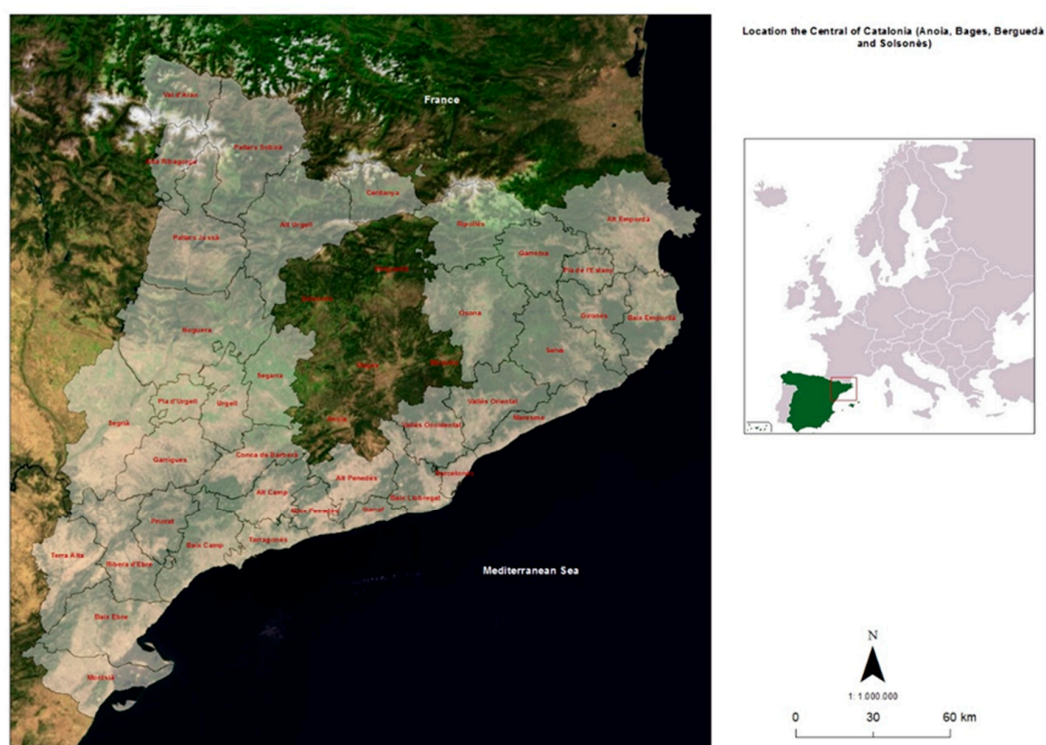 Location the Central of Catalonia (Anoia, Bages, Berguedà
and Solsonès)
France
Val d'Aran
Pallars Sobirà
Alta Ribagorça
Cerdanya
Alt Urgell
Ripollès
Alt Empordà
Pallars Jussà
Garrotxa
Pla de l'Estany
Berguedà
Solsonès
Osona
Gironès
Baix Empordà
Noguera
Selva
Bages
Segarra
Pla d'Urgell
Urgell
Vallès Oriental
Maresme
Segrià
Anoia
Vallès Occidental
Garrigues
Conca de Barberà
Barcelonès
Alt Penedès
Alt Camp
Baix Llobregat
Baix Penedès
Garraf
Priorat
Baix Camp
Tarragonès
Terra Alta
Ribera d'Ebre
Mediterranean Sea
Baix Ebre
Montsià
N
1: 1.000.000
0 30 60 km